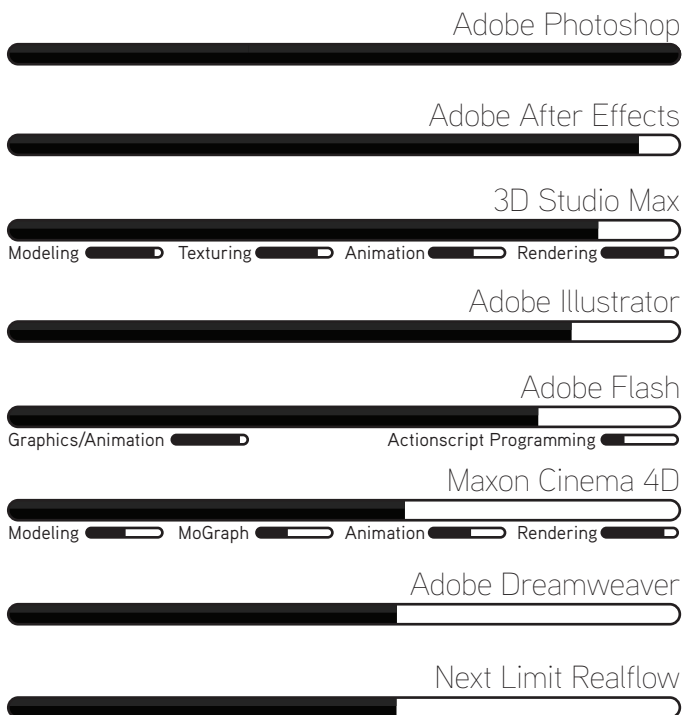 Adobe Photoshop
Adobe After Effects
3D Studio Max
Modeling Texturing Animation Rendering
Adobe Illustrator
Adobe Flash
Graphics/Animation Actionscript Programming
Maxon Cinema 4D
Modeling MoGraph Animation Rendering
Adobe Dreamweaver
Next Limit Realflow